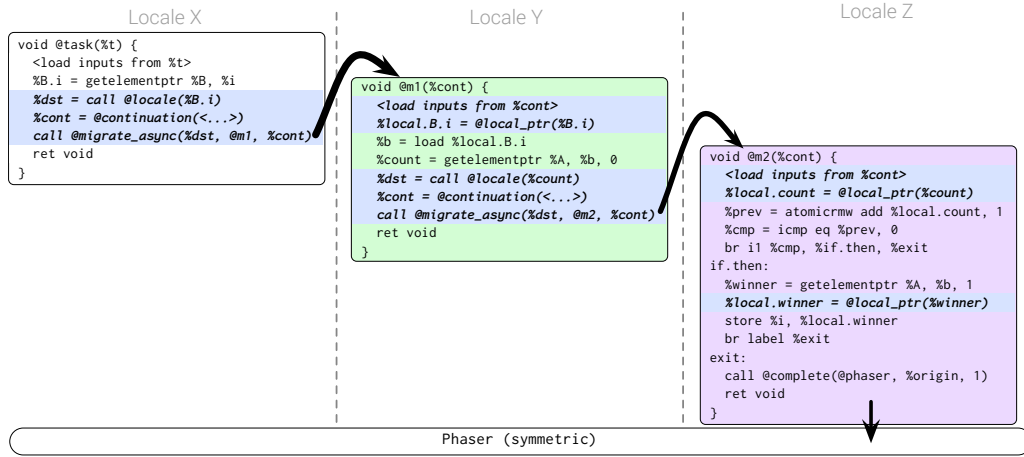 Locale X
void @task(%t) {
<load inputs from %t>
%B.i = getelementptr %B, %i
%dst = call @locale(%B.i)
%cont = @continuation(<...>)
call @migrate_async(%dst, @m1, %cont)
ret void
}
Locale Y
void @m1(%cont) {
<load inputs from %cont>
%local.B.i = @local_ptr(%B.i)
%b = load %local.B.i
%count = getelementptr %A, %b, 0
%dst = call @locale(%count)
%cont = @continuation(<...>)
call @migrate_async(%dst, @m2, %cont)
ret void
}
Locale Z
void @m2(%cont) {
<load inputs from %cont>
%local.count = @local_ptr(%count)
%prev = atomicrmw add %local.count, 1
%cmp = icmp eq %prev, 0
br i1 %cmp, %if.then, %exit
if.then:
%winner = getelementptr %A, %b, 1
%local.winner = @local_ptr(%winner)
store %i, %local.winner
br label %exit
exit:
call @complete(@phaser, %origin, 1)
ret void
}
Phaser (symmetric)